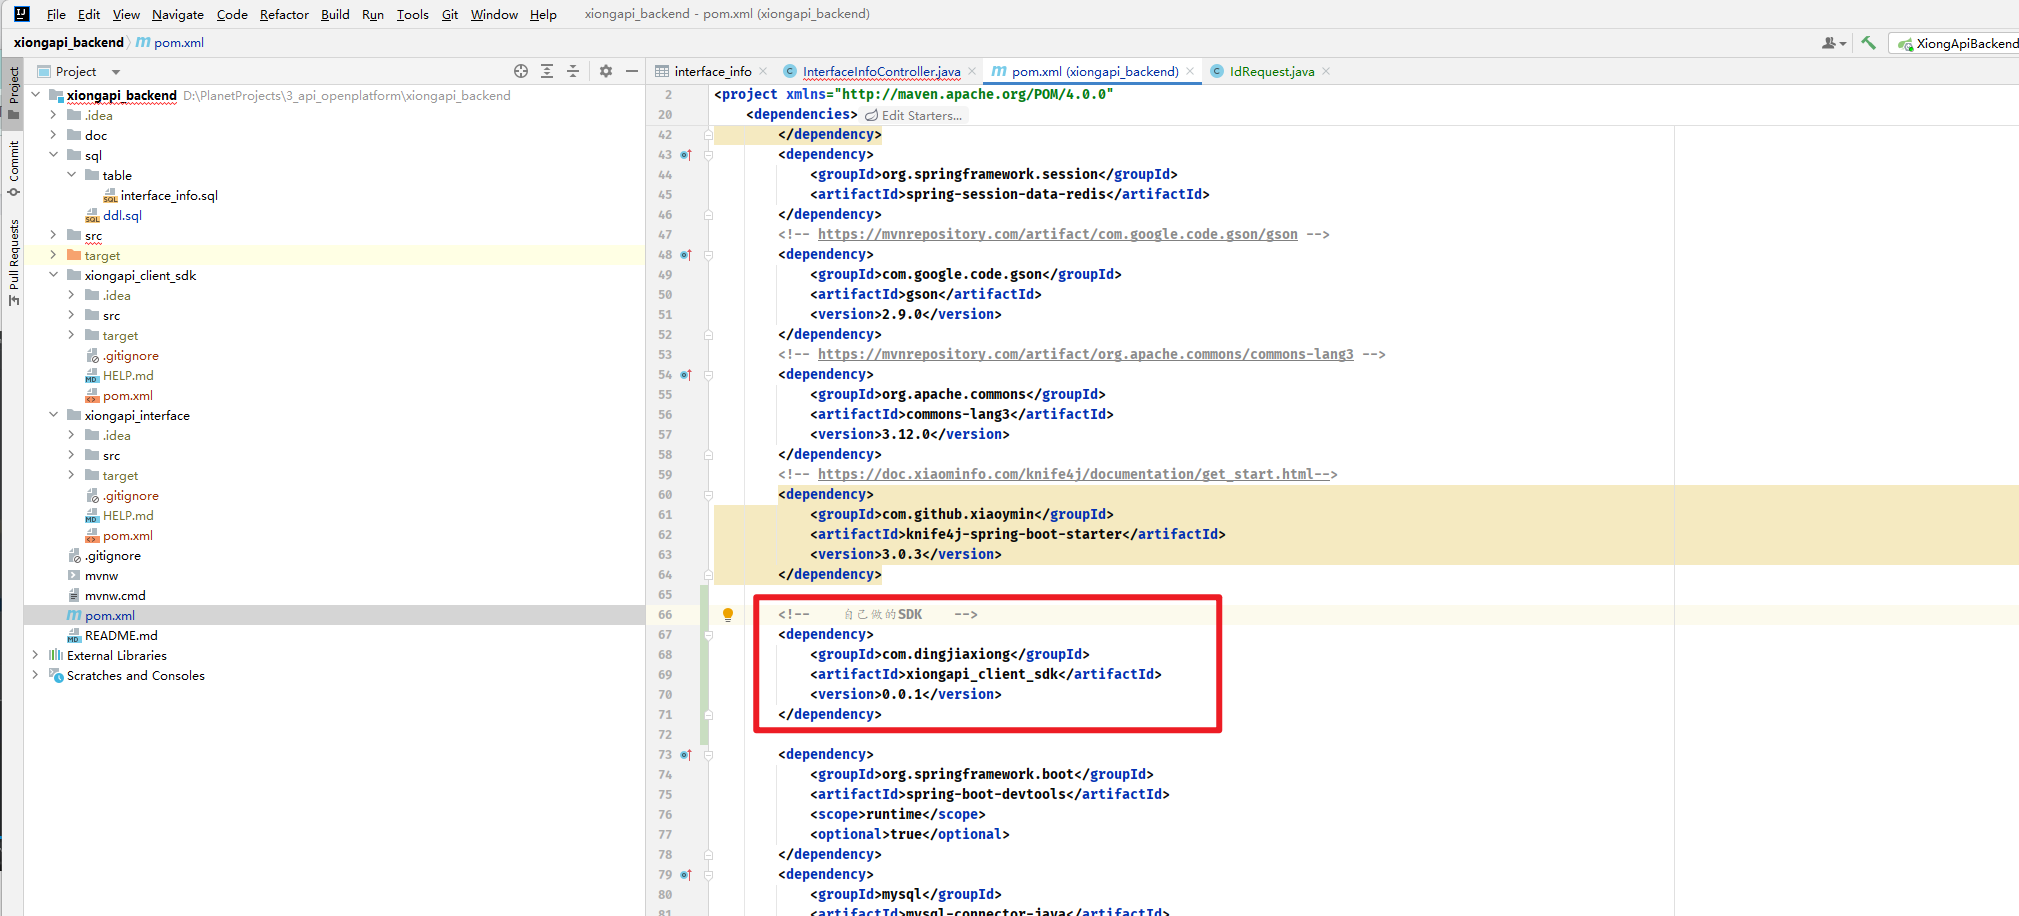 File Edit View Navigate Code Refactor Build Run Tools Git Window Help xiongapi_backend - pom.xml (xiongapi_backend)
xiongapi_backend pom.xml
XiongApiBackend
Project
interface_info InterfaceInfoController.java pom.xml (xiongapi_backend) IdRequest.java
Project
Commit
Pull Requests
xiongapi_backend D:\PlanetProjects\3_api_openplatform\xiongapi_backend
.idea
doc
sql
table
interface_info.sql
ddl.sql
src
target
xiongapi_client_sdk
.idea
src
target
.gitignore
HELP.md
pom.xml
xiongapi_interface
.idea
src
target
.gitignore
HELP.md
pom.xml
.gitignore
mvnw
mvnw.cmd
pom.xml
README.md
External Libraries
Scratches and Consoles
2 <project xmlns="http://maven.apache.org/POM/4.0.0"
20 <dependencies> Edit Starters...
42 </dependency>
43 <dependency>
44 <groupId>org.springframework.session</groupId>
45 <artifactId>spring-session-data-redis</artifactId>
46 </dependency>
47 <!-- https://mvnrepository.com/artifact/com.google.code.gson/gson -->
48 <dependency>
49 <groupId>com.google.code.gson</groupId>
50 <artifactId>gson</artifactId>
51 <version>2.9.0</version>
52 </dependency>
53 <!-- https://mvnrepository.com/artifact/org.apache.commons/commons-lang3 -->
54 <dependency>
55 <groupId>org.apache.commons</groupId>
56 <artifactId>commons-lang3</artifactId>
57 <version>3.12.0</version>
58 </dependency>
59 <!-- https://doc.xiaominfo.com/knife4j/documentation/get_start.html-->
60 <dependency>
61 <groupId>com.github.xiaoymin</groupId>
62 <artifactId>knife4j-spring-boot-starter</artifactId>
63 <version>3.0.3</version>
64 </dependency>
65
66 <!-- 自己做的SDK -->
67 <dependency>
68 <groupId>com.dingjiaxiong</groupId>
69 <artifactId>xiongapi_client_sdk</artifactId>
70 <version>0.0.1</version>
71 </dependency>
72
73 <dependency>
74 <groupId>org.springframework.boot</groupId>
75 <artifactId>spring-boot-devtools</artifactId>
76 <scope>runtime</scope>
77 <optional>true</optional>
78 </dependency>
79 <dependency>
80 <groupId>mysql</groupId>
81 <artifactId>mysql-connector-java</artifactId>